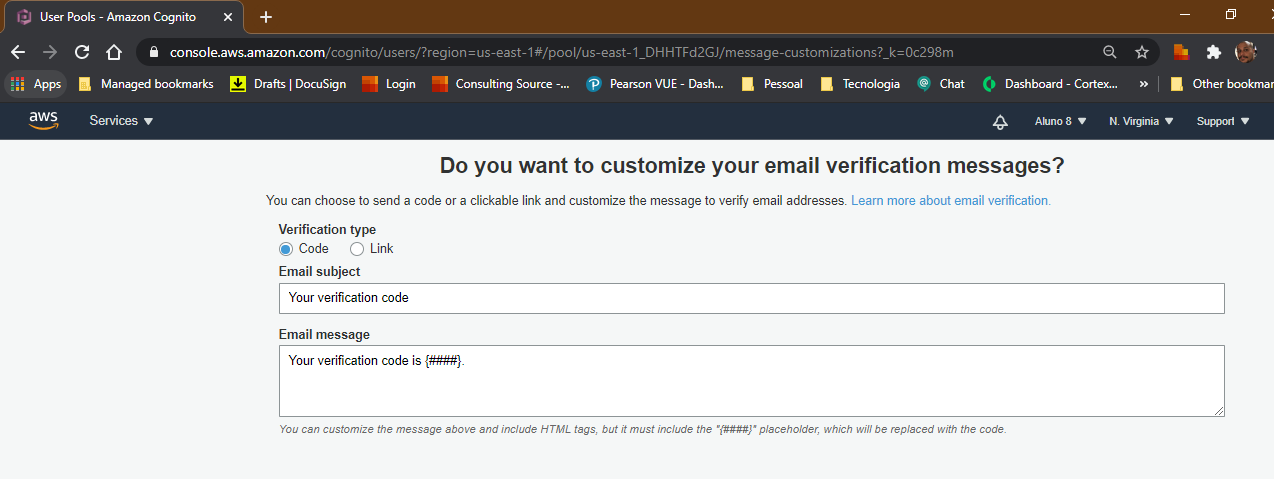 User Pools - Amazon Cognito
console.aws.amazon.com/cognito/users/?region=us-east-1#/pool/us-east-1_DHHTFd2GJ/message-customizations?_k=0c298m
Apps Managed bookmarks Drafts | DocuSign Login Consulting Source -... Pearson VUE - Dash... Pessoal Tecnologia Chat Dashboard - Cortex... » Other bookmar
aws Services Aluno 8 N. Virginia Support
Do you want to customize your email verification messages?
You can choose to send a code or a clickable link and customize the message to verify email addresses. Learn more about email verification.
Verification type
Code Link
Email subject
Your verification code
Email message
Your verification code is {####}.
You can customize the message above and include HTML tags, but it must include the "{####}" placeholder, which will be replaced with the code.